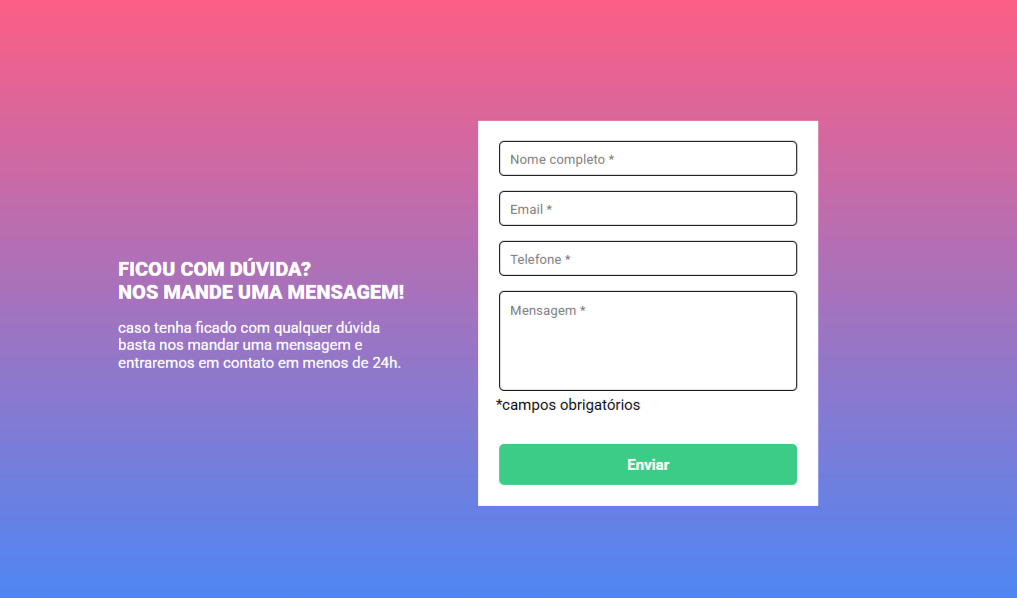 FICOU COM DÚVIDA?
NOS MANDE UMA MENSAGEM!
caso tenha ficado com qualquer dúvida
basta nos mandar uma mensagem e
entraremos em contato em menos de 24h.
Nome completo *
Email *
Telefone *
Mensagem *
*campos obrigatórios
Enviar